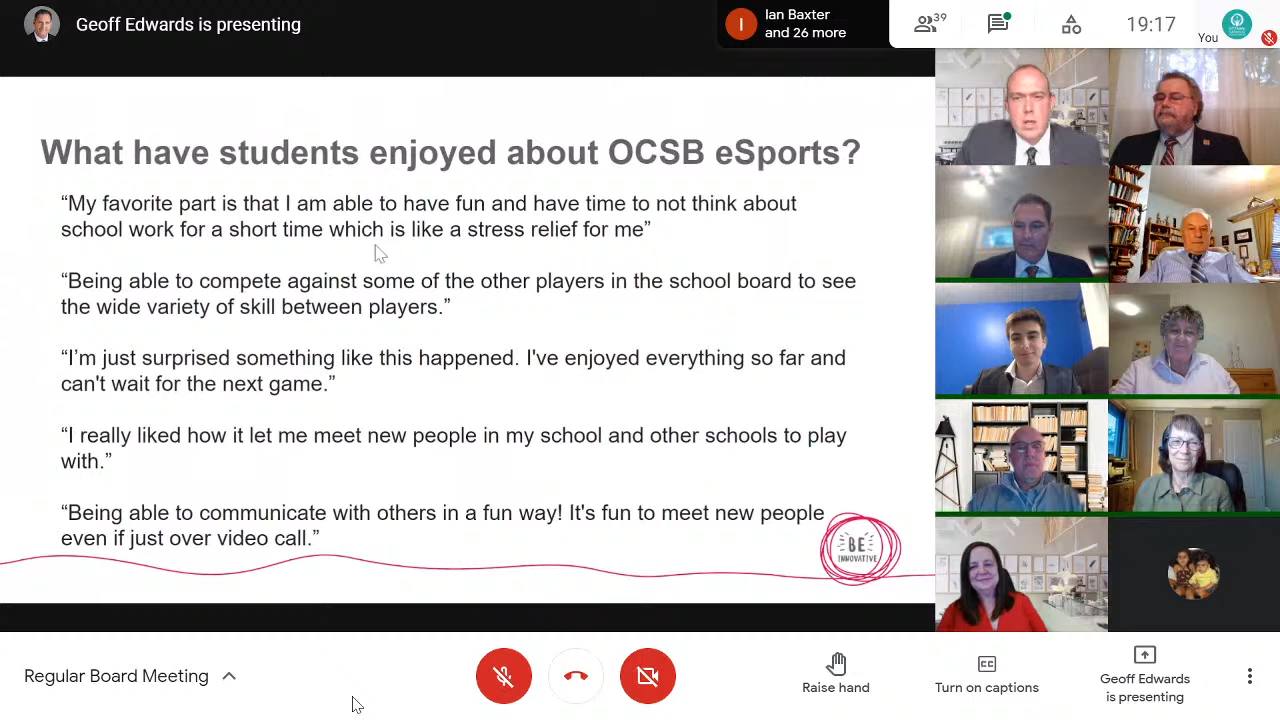 Geoff Edwards is presenting
I
Ian Baxter
and 26 more
39
19:17
You
What have students enjoyed about OCSB eSports?
“My favorite part is that I am able to have fun and have time to not think about
school work for a short time which is like a stress relief for me”
“Being able to compete against some of the other players in the school board to see
the wide variety of skill between players.”
“I’m just surprised something like this happened. I've enjoyed everything so far and
can't wait for the next game.”
“I really liked how it let me meet new people in my school and other schools to play
with.”
“Being able to communicate with others in a fun way! It's fun to meet new people
even if just over video call.”
BE
INNOVATIVE
Regular Board Meeting
Raise hand
CC
Turn on captions
Geoff Edwards
is presenting